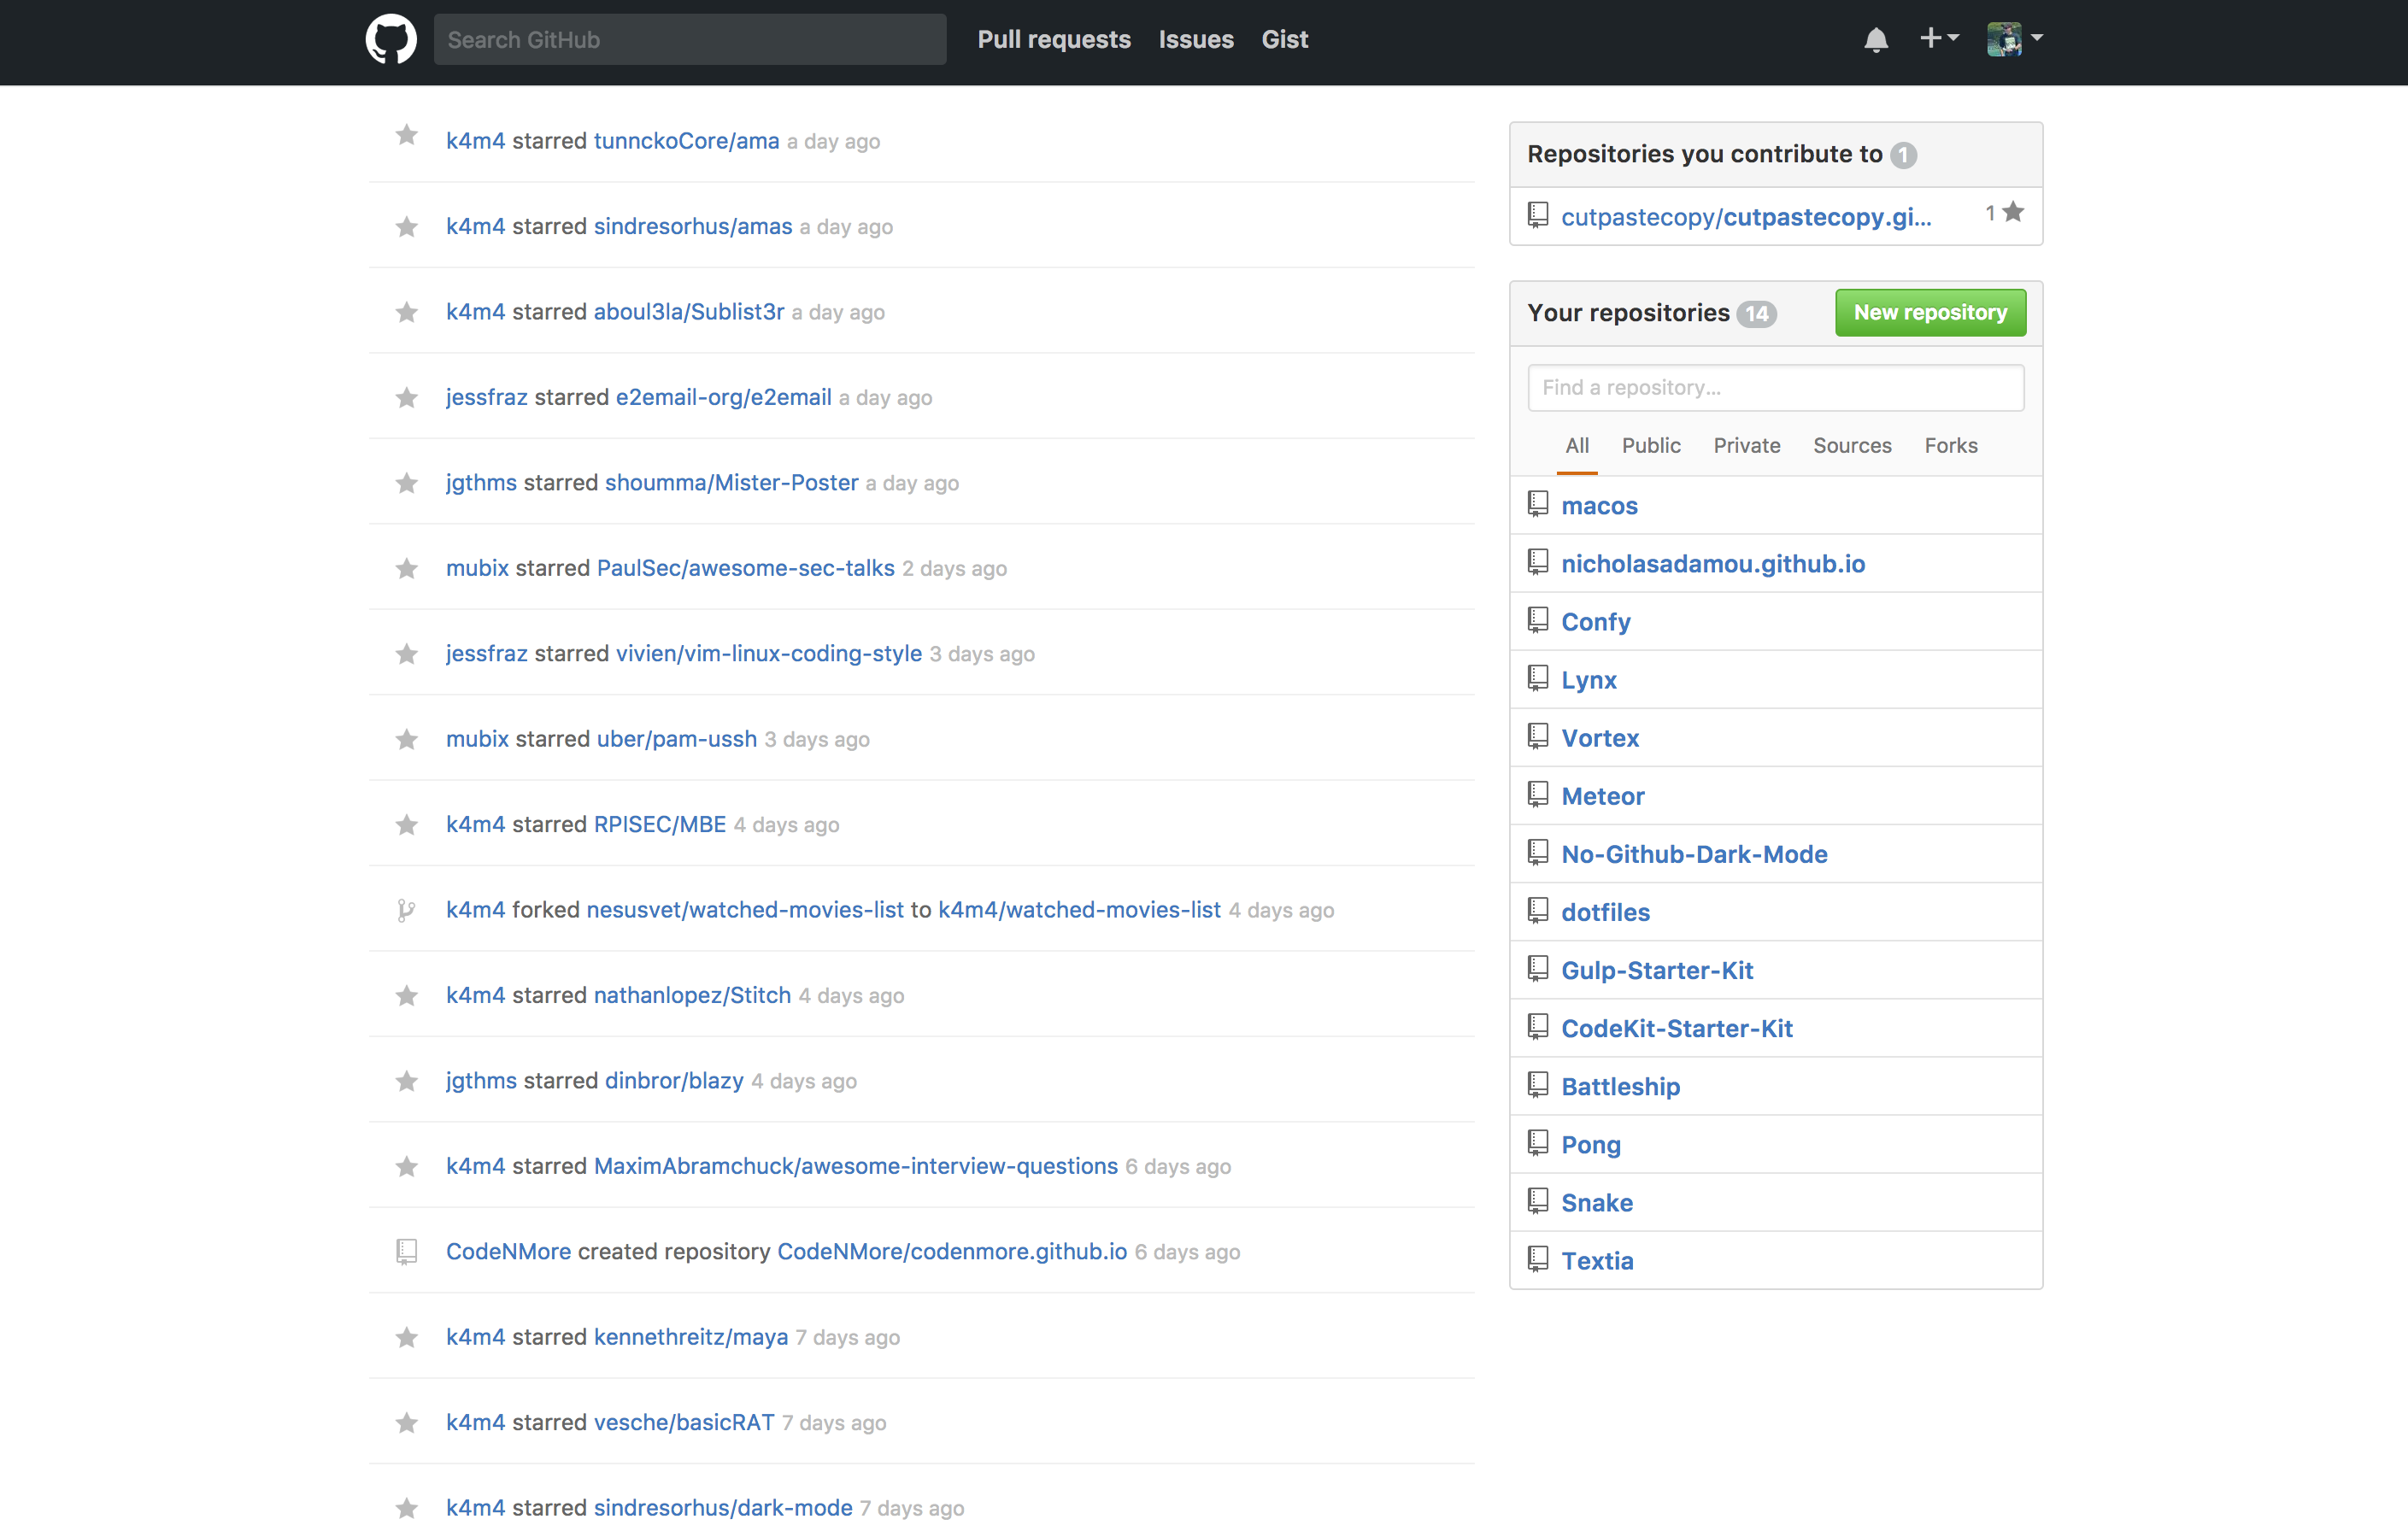 Search GitHub
Pull requests Issues Gist
k4m4 starred tunnckoCore/ama a day ago
k4m4 starred sindresorhus/amas a day ago
k4m4 starred aboul3la/Sublist3r a day ago
jessfraz starred e2email-org/e2email a day ago
jgthms starred shoumma/Mister-Poster a day ago
mubix starred PaulSec/awesome-sec-talks 2 days ago
jessfraz starred vivien/vim-linux-coding-style 3 days ago
mubix starred uber/pam-ussh 3 days ago
k4m4 starred RPISEC/MBE 4 days ago
k4m4 forked nesusvet/watched-movies-list to k4m4/watched-movies-list 4 days ago
k4m4 starred nathanlopez/Stitch 4 days ago
jgthms starred dinbror/blazy 4 days ago
k4m4 starred MaximAbramchuck/awesome-interview-questions 6 days ago
CodeNMore created repository CodeNMore/codenmore.github.io 6 days ago
k4m4 starred kennethreitz/maya 7 days ago
k4m4 starred vesche/basicRAT 7 days ago
k4m4 starred sindresorhus/dark-mode 7 days ago
Repositories you contribute to 1
cutpastecopy/cutpastecopy.gi... 1
Your repositories 14 New repository
Find a repository...
All Public Private Sources Forks
macos
nicholasadamou.github.io
Confy
Lynx
Vortex
Meteor
No-Github-Dark-Mode
dotfiles
Gulp-Starter-Kit
CodeKit-Starter-Kit
Battleship
Pong
Snake
Textia